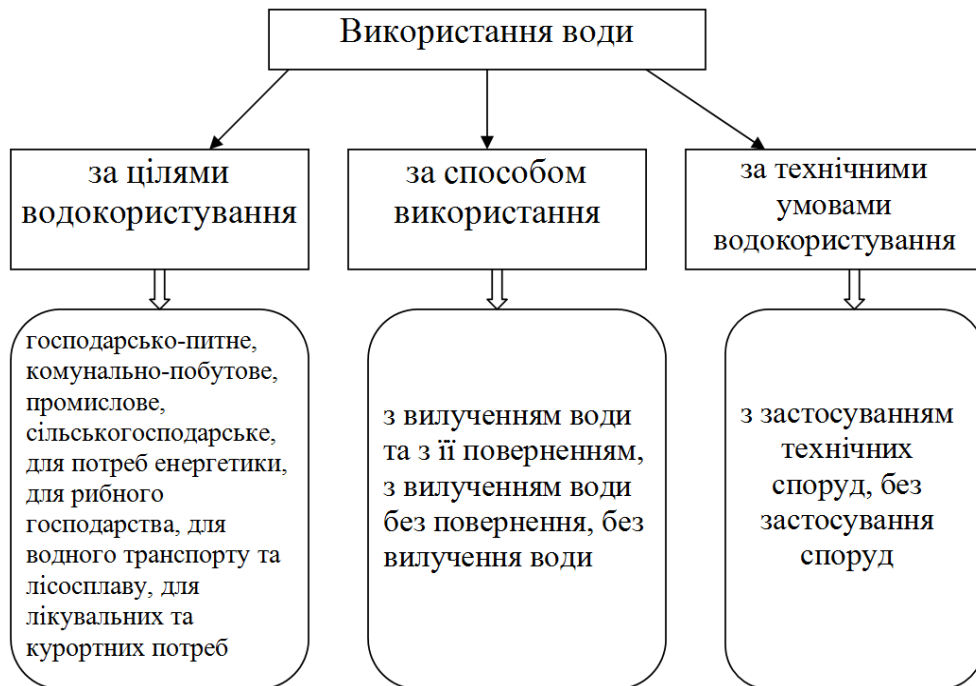 Використання води
за цілями
водокористування
за способом
використання
за технічними
умовами
водокористування
господарсько-питне,
комунально-побутове,
промислове,
сільськогосподарське,
для потреб енергетики,
для рибного
господарства, для
водного транспорту та
лісосплаву, для
лікувальних та
курортних потреб
з вилученням води
та з її поверненням,
з вилученням води
без повернення, без
вилучення води
з застосуванням
технічних
споруд, без
застосування
споруд